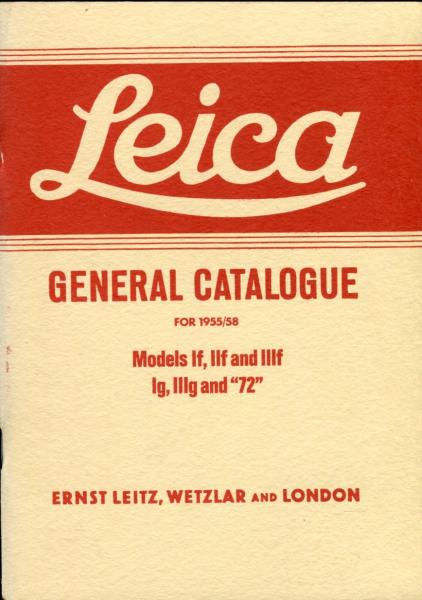 Leica
GENERAL CATALOGUE
FOR 1955/58
Models If, IIf and IIIf
Ig, IIIg and "72"
ERNST LEITZ, WETZLAR AND LONDON